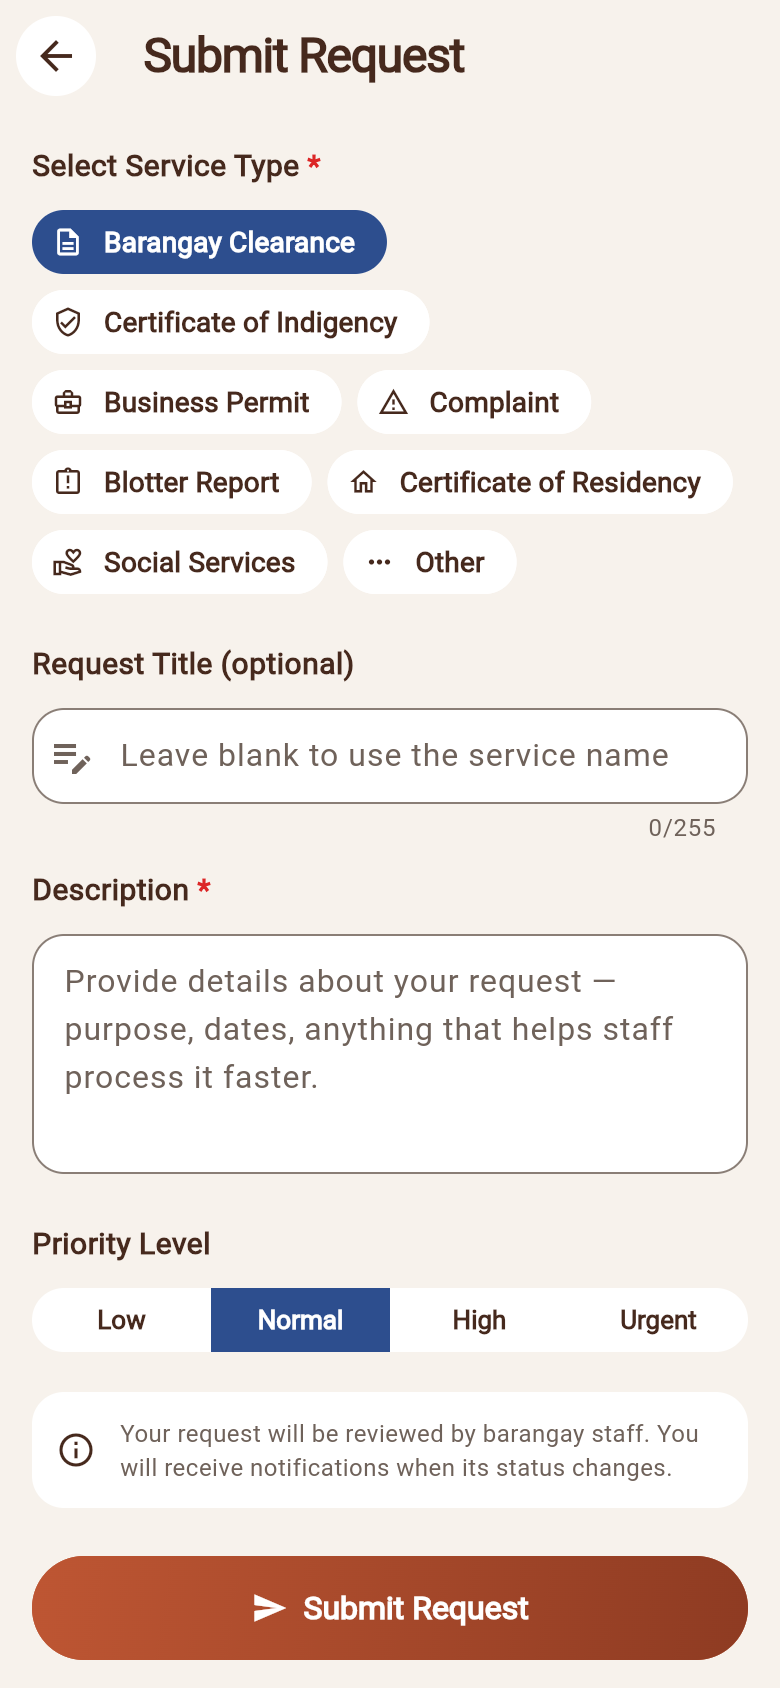 Submit Request
Select Service Type *
Barangay Clearance
Certificate of Indigency
Business Permit
Complaint
Blotter Report
Certificate of Residency
Social Services
Other
Request Title (optional)
Leave blank to use the service name
0/255
Description *
Provide details about your request —
purpose, dates, anything that helps staff
process it faster.
Priority Level
Low
Normal
High
Urgent
Your request will be reviewed by barangay staff. You
will receive notifications when its status changes.
Submit Request